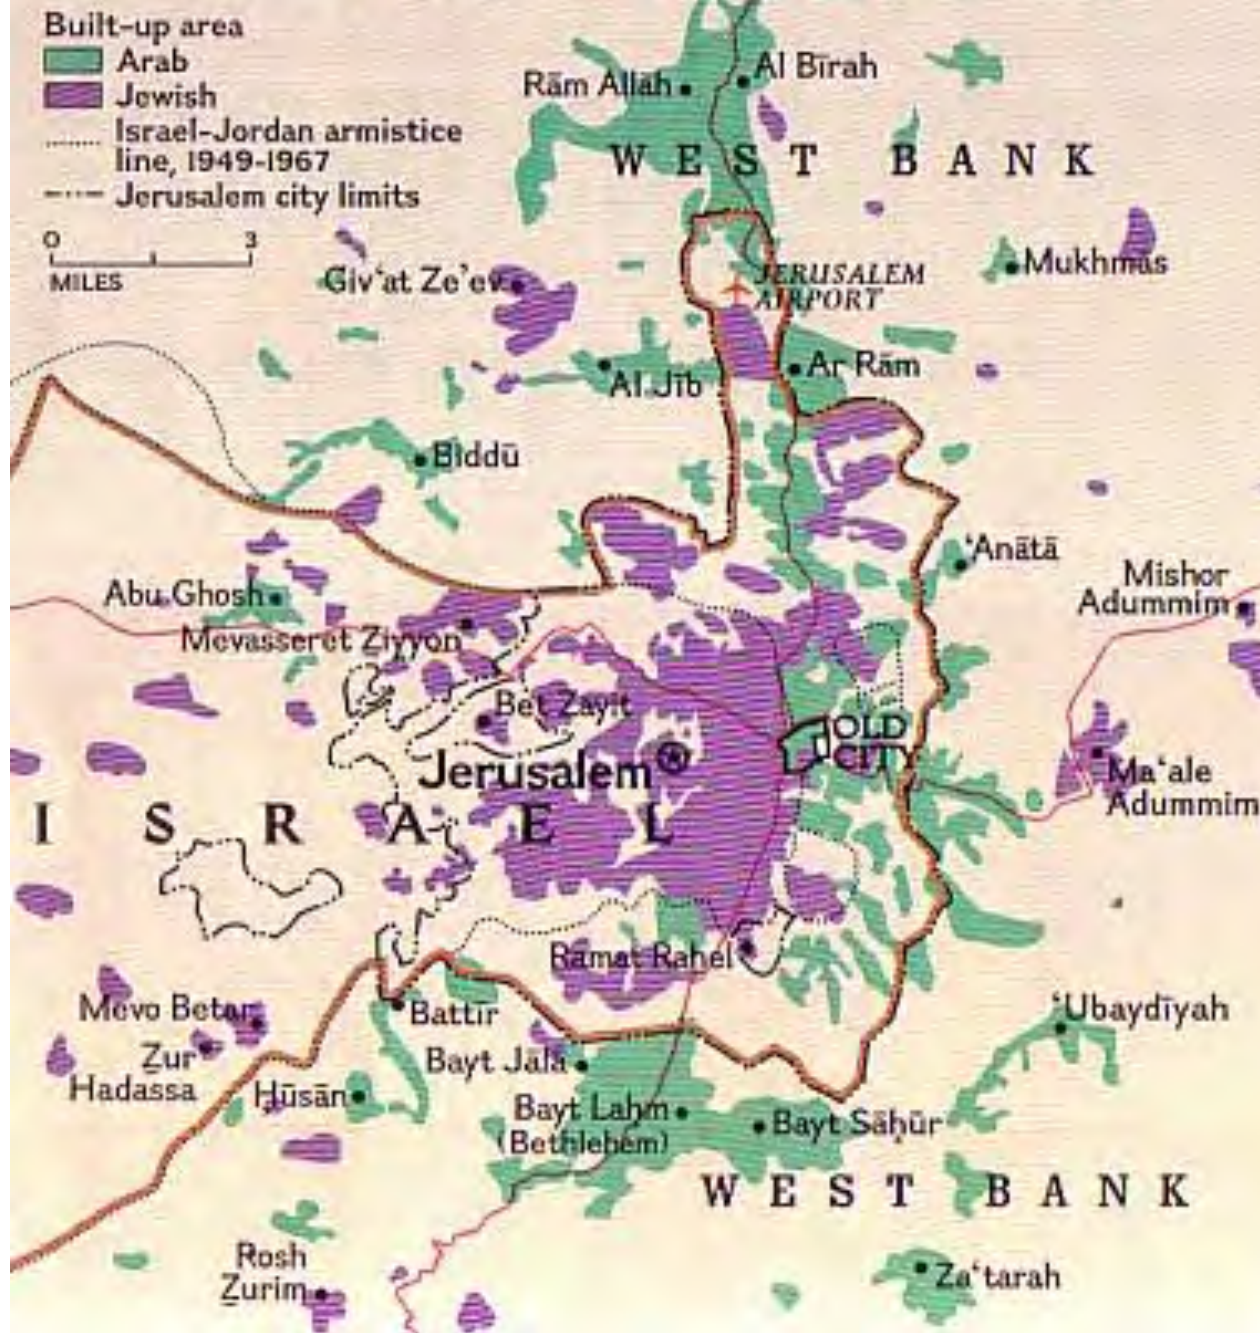 Built-up area
Arab
Jewish
Israel-Jordan armistice
line, 1949-1967
Jerusalem city limits
0 3
MILES
Rām Allāh
Al Bīrah
WEST BANK
Giv‘at Ze’ev
Mukhmās
JERUSALEM
AIRPORT
Al Jīb
Ar Rām
Biddū
‘Anātā
Abu Ghosh
Mishor
Adummim
Mevasseret Ziyyon
Bet Zayit
OLD
CITY
Jerusalem
Ma‘ale
Adummim
ISRAEL
Ramat Rahel
Mevo Betar
Battīr
‘Ubaydīyah
Ẕur
Hadassa
Bayt Jālā
Hūsān
Bayt Lahm
(Bethlehem)
Bayt Sāḥūr
WEST BANK
Rosh
Ẕurim
Za‘tarah